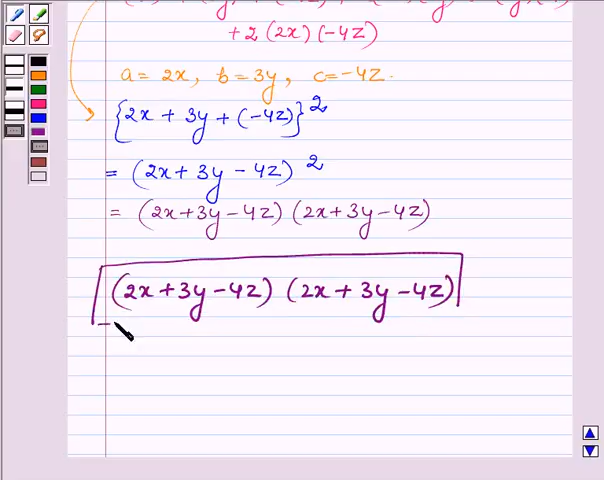 + 2 (2x) (-4z)
a = 2x, b = 3y, c = -4z.
{2x + 3y + (-4z)}²
= (2x + 3y - 4z)²
= (2x+3y-4z) (2x+3y-4z)
(2x + 3y - 4z) (2x + 3y - 4z)